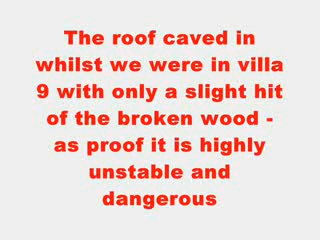 The roof caved in
whilst we were in villa
9 with only a slight hit
of the broken wood -
as proof it is highly
unstable and
dangerous